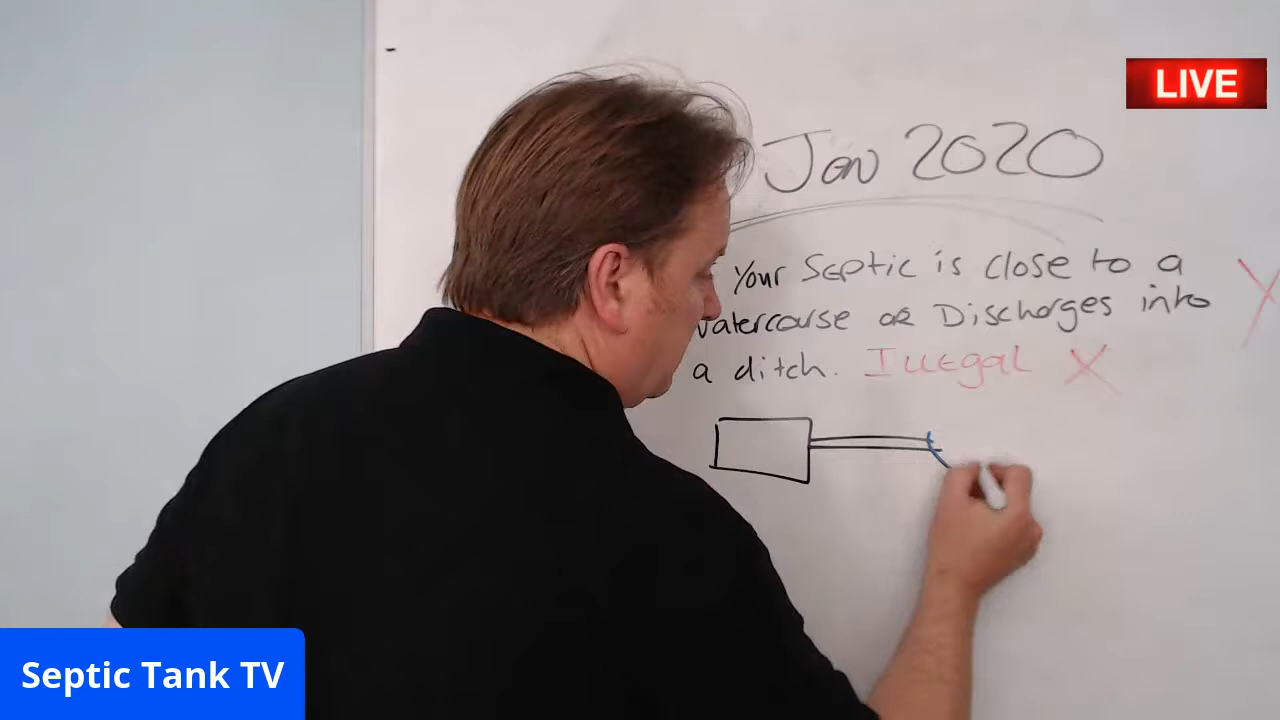 LIVE
Jan 2020
Your Septic is close to a
Watercourse OR Discharges into
a ditch. Illegal X
Septic Tank TV